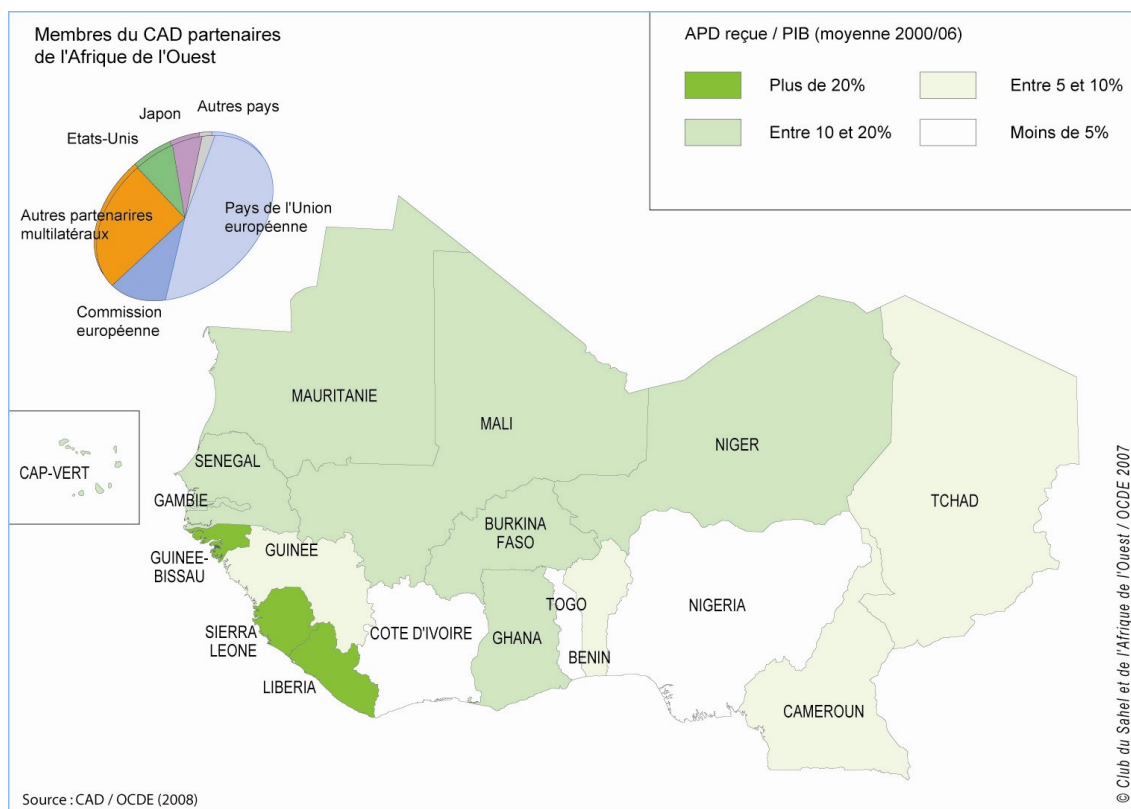 Membres du CAD partenaires
de l'Afrique de l'Ouest
Autres pays
Japon
Etats-Unis
Autres partenrires
multilatéraux
Pays de l'Union
européenne
Commission
européenne
APD reçue / PIB (moyenne 2000/06)
Plus de 20%
Entre 5 et 10%
Entre 10 et 20%
Moins de 5%
MAURITANIE
MALI
NIGER
TCHAD
CAP-VERT
SENEGAL
GAMBIE
GUINEE-
BISSAU
GUINEE
BURKINA
FASO
SIERRA
LEONE
LIBERIA
COTE D'IVOIRE
GHANA
TOGO
BENIN
NIGERIA
CAMEROUN
Source : CAD / OCDE (2008)
© Club du Sahel et de l'Afrique de l'Ouest / OCDE 2007